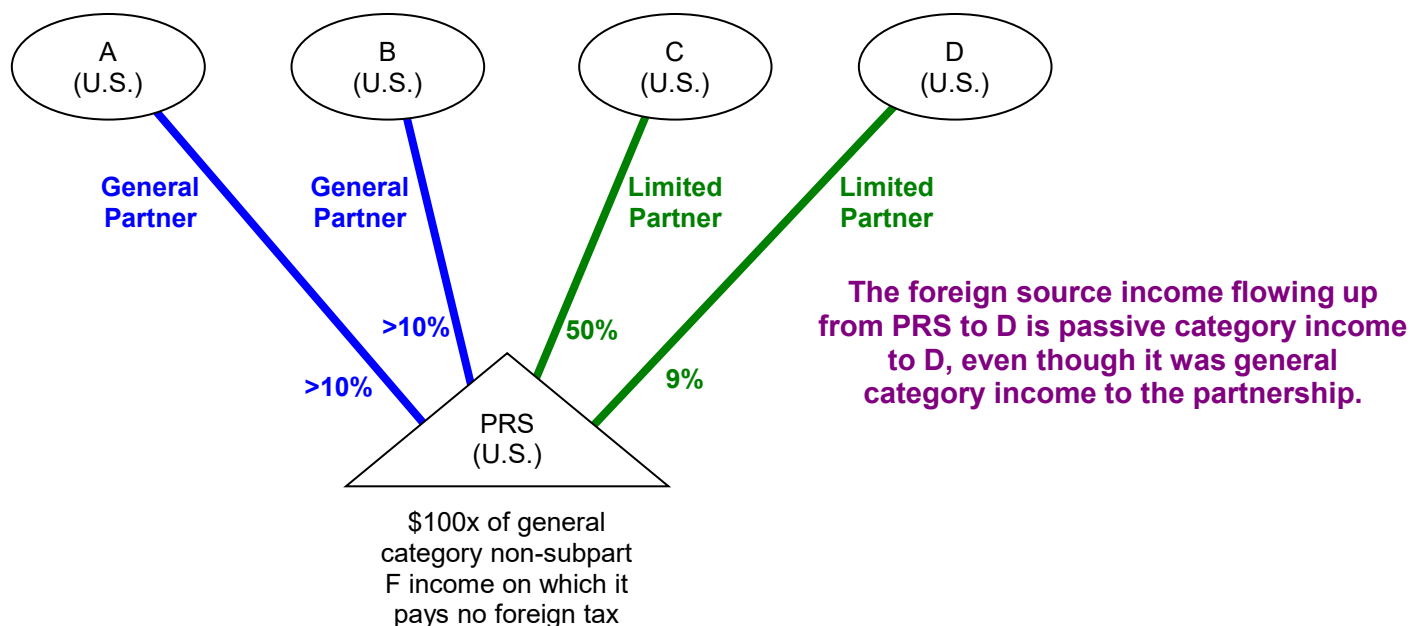 A
(U.S.)
B
(U.S.)
C
(U.S.)
D
(U.S.)
General
Partner
General
Partner
Limited
Partner
Limited
Partner
>10%
>10%
50%
9%
The foreign source income flowing up
from PRS to D is passive category income
to D, even though it was general
category income to the partnership.
PRS
(U.S.)
$100x of general
category non-subpart
F income on which it
pays no foreign tax